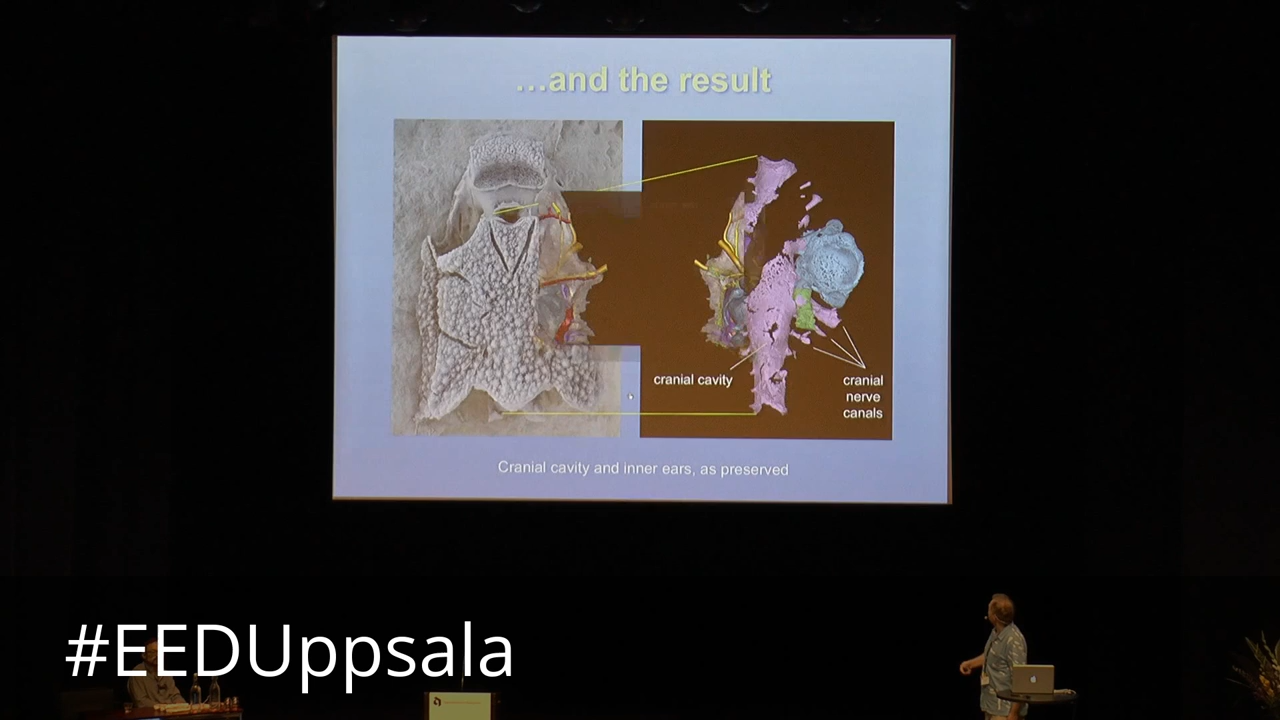 …and the result
cranial cavity
cranial
nerve
canals
Cranial cavity and inner ears, as preserved
#EEDUppsala